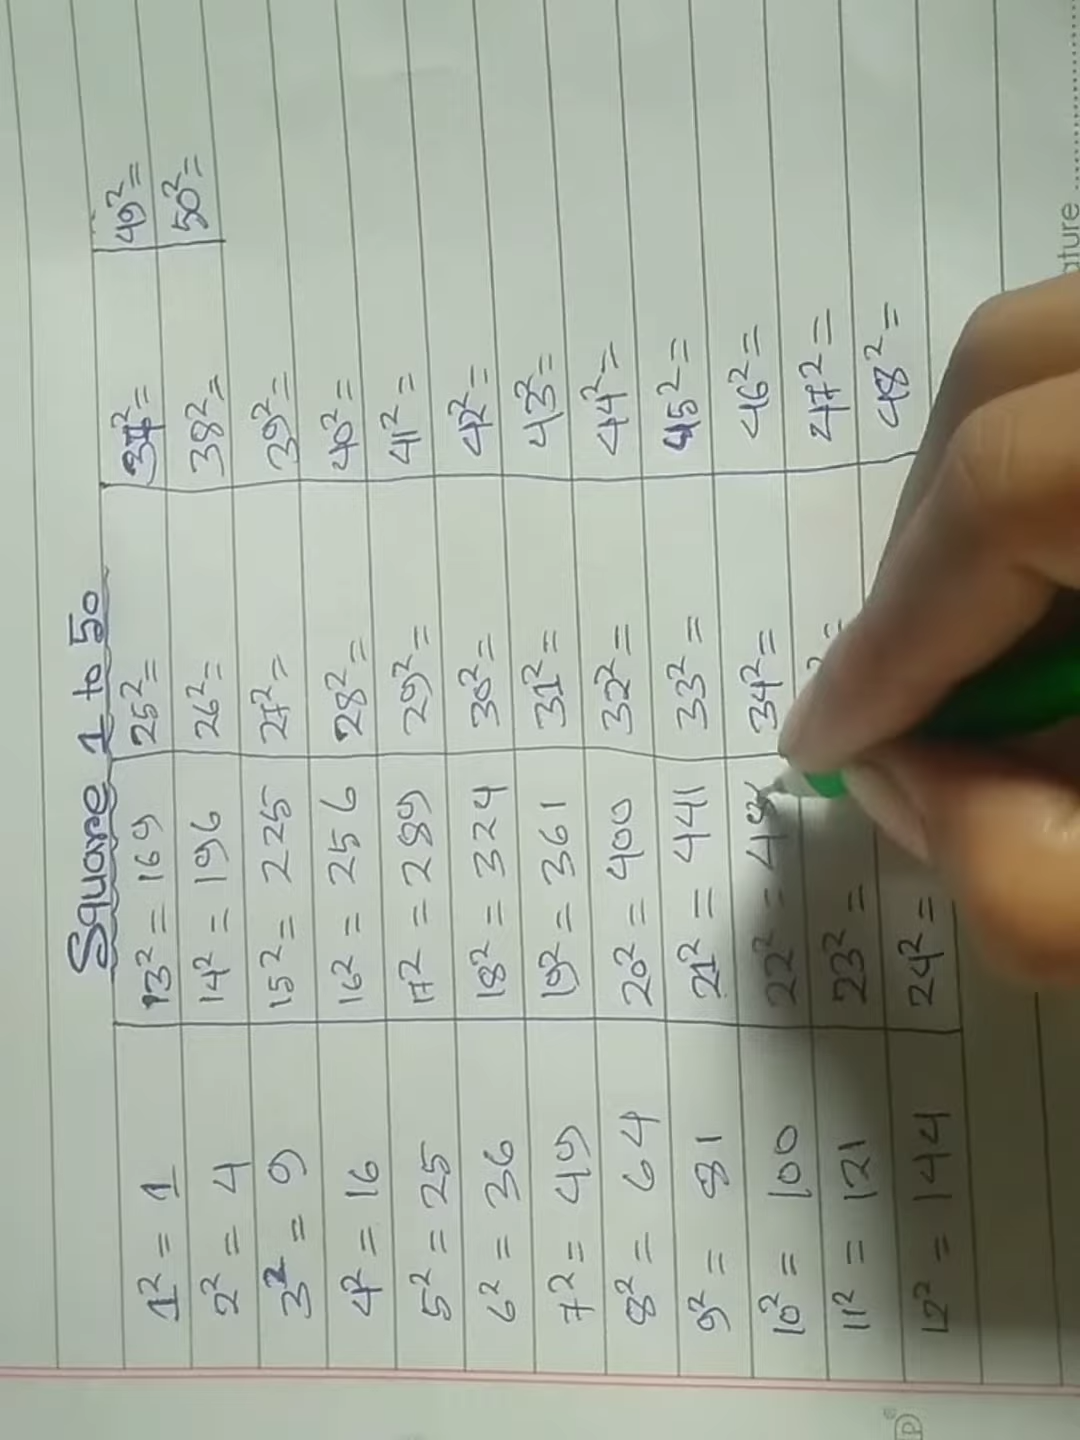 Square 1 to 50
1² = 1
2² = 4
3² = 9
4² = 16
5² = 25
6² = 36
7² = 49
8² = 64
9² = 81
10² = 100
11² = 121
12² = 144
13² = 169
14² = 196
15² = 225
16² = 256
17² = 289
18² = 324
19² = 361
20² = 400
21² = 441
22² = 48
23² =
24² =
25² =
26² =
27² =
28² =
29² =
30² =
31² =
32² =
33² =
34² =
² =
37² =
38² =
39² =
40² =
41² =
42² =
43² =
44² =
45² =
46² =
47² =
48² =
49² =
50² =